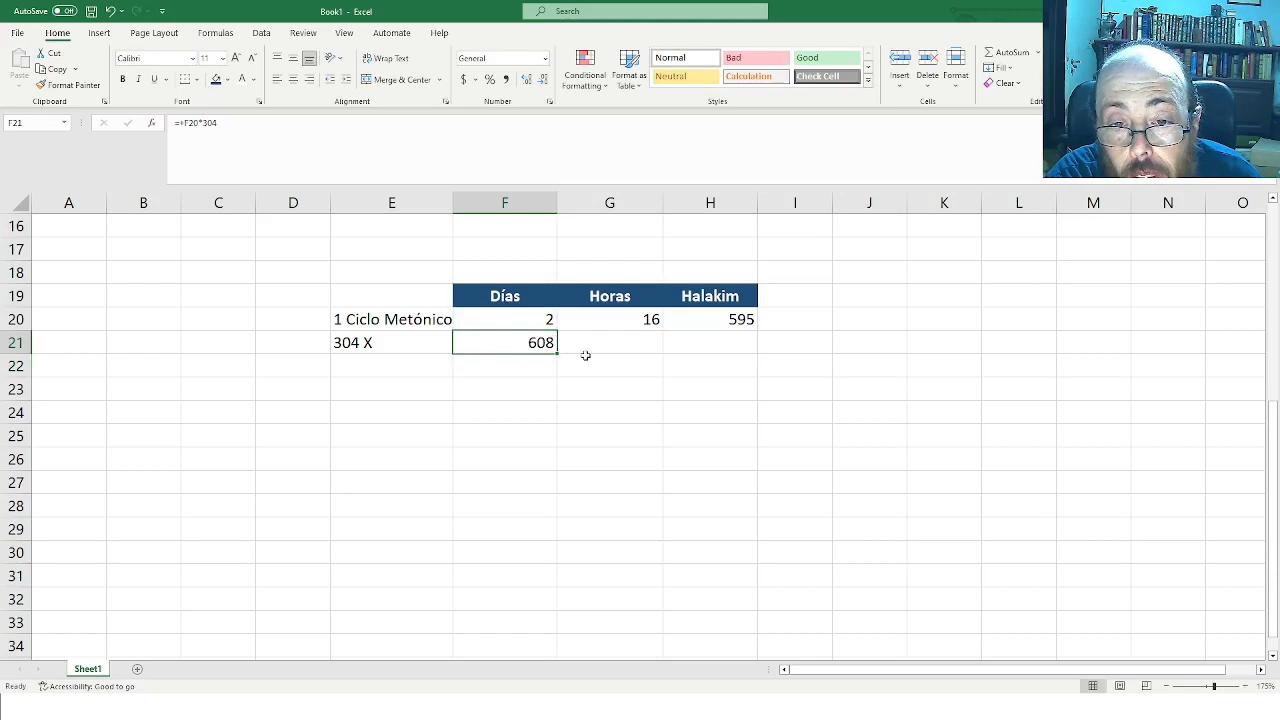 AutoSave Off Book1 - Excel Search
File Home Insert Page Layout Formulas Data Review View Automate Help
Paste Cut Copy Format Painter Clipboard
Calibri 11 A A B I U A Font
Wrap Text Merge & Center Alignment
General $ % Number
Conditional Formatting Format as Table
Normal Bad Good
Neutral Calculation Check Cell
Styles
Insert Delete Format Cells
AutoSum
Fill
Clear
F21 fx =+F20*304
A B C D E F G H I J K L M N O
16
17
18
19 Días Horas Halakim
20 1 Ciclo Metónico 2 16 595
21 304 X 608
22
23
24
25
26
27
28
29
30
31
32
33
34
Sheet1
Ready Accessibility: Good to go 175%